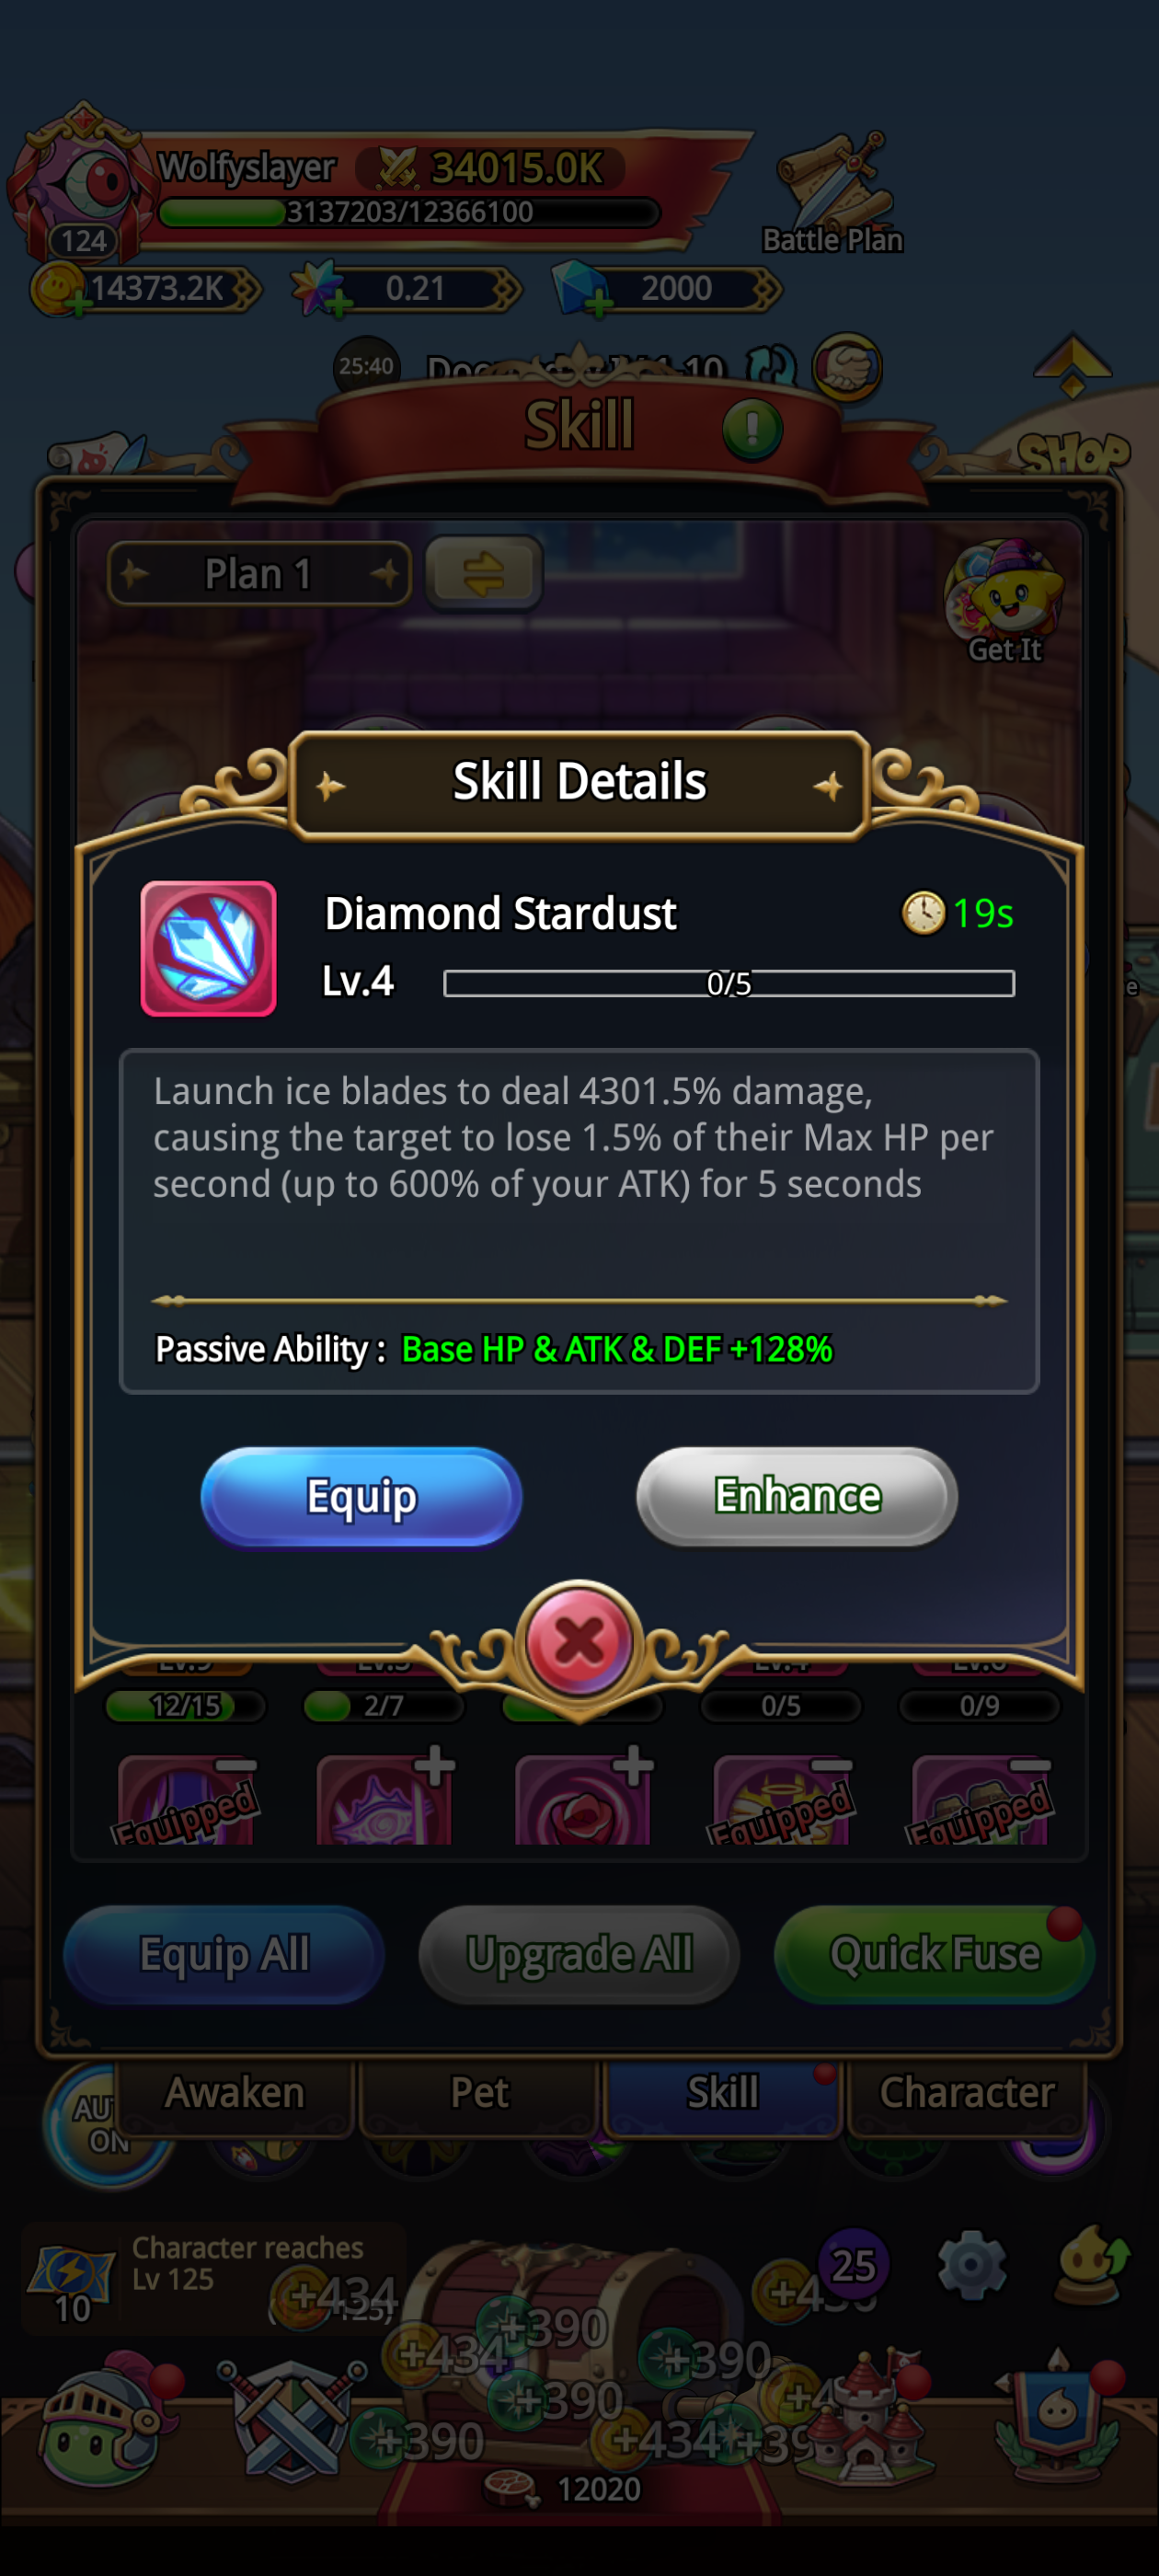 Wolfyslayer
34015.0K
3137203/12366100
124
Battle Plan
14373.2K
0.21
2000
25:40
Skill
SHOP
Plan 1
Get It
Skill Details
Diamond Stardust
19s
Lv.4
0/5
Launch ice blades to deal 4301.5% damage,
causing the target to lose 1.5% of their Max HP per
second (up to 600% of your ATK) for 5 seconds
Passive Ability : Base HP & ATK & DEF +128%
Equip
Enhance
12/15
2/7
0/5
0/9
Equipped
Equipped
Equipped
Equip All
Upgrade All
Quick Fuse
Awaken
Pet
Skill
Character
ON
Character reaches
Lv 125
10
25
+434
+390
+434
+390
+390
+390
+434
12020